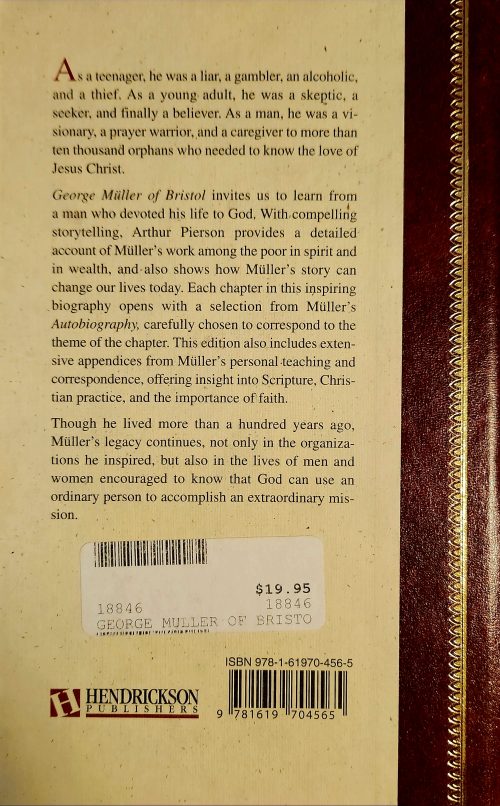 As a teenager, he was a liar, a gambler, an alcoholic,
and a thief. As a young adult, he was a skeptic, a
seeker, and finally a believer. As a man, he was a vi-
sionary, a prayer warrior, and a caregiver to more than
ten thousand orphans who needed to know the love of
Jesus Christ.
George Müller of Bristol invites us to learn from
a man who devoted his life to God. With compelling
storytelling, Arthur Pierson provides a detailed
account of Müller's work among the poor in spirit and
in wealth, and also shows how Müller's story can
change our lives today. Each chapter in this inspiring
biography opens with a selection from Müller's
Autobiography, carefully chosen to correspond to the
theme of the chapter. This edition also includes exten-
sive appendices from Müller's personal teaching and
correspondence, offering insight into Scripture, Chris-
tian practice, and the importance of faith.
Though he lived more than a hundred years ago,
Müller's legacy continues, not only in the organiza-
tions he inspired, but also in the lives of men and
women encouraged to know that God can use an
ordinary person to accomplish an extraordinary mis-
sion.
$19.95
18846 18846
GEORGE MULLER OF BRISTO
ISBN 978-1-61970-456-5
HENDRICKSON
PUBLISHERS
9 781619 704565